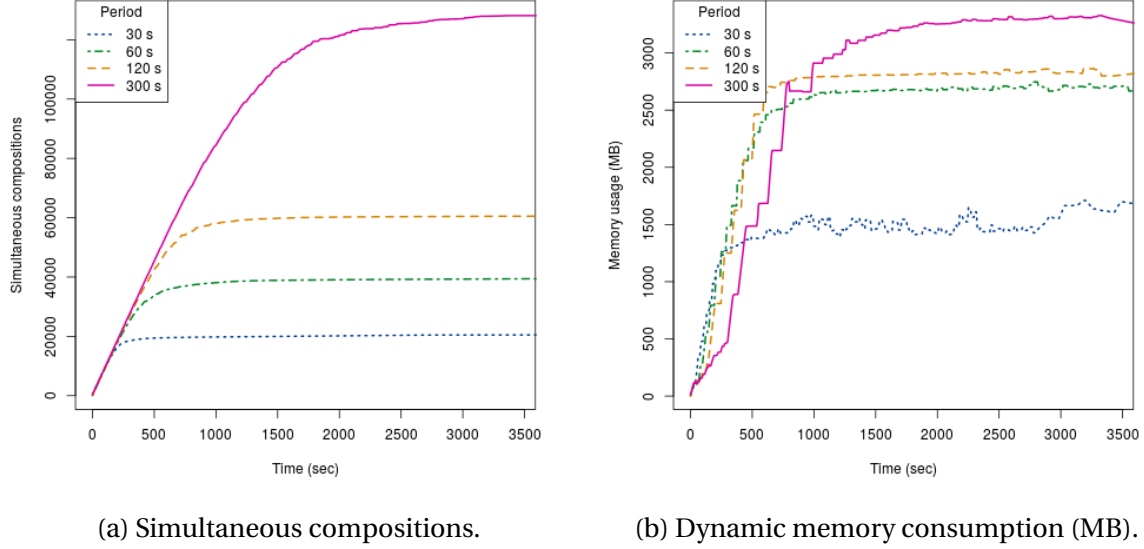 Period
30 s
60 s
120 s
300 s
Simultaneous compositions
0
20000
40000
60000
80000
100000
0 500 1000 1500 2000 2500 3000 3500
Time (sec)
(a) Simultaneous compositions.
Period
30 s
60 s
120 s
300 s
Memory usage (MB)
0
500
1000
1500
2000
2500
3000
0 500 1000 1500 2000 2500 3000 3500
Time (sec)
(b) Dynamic memory consumption (MB).